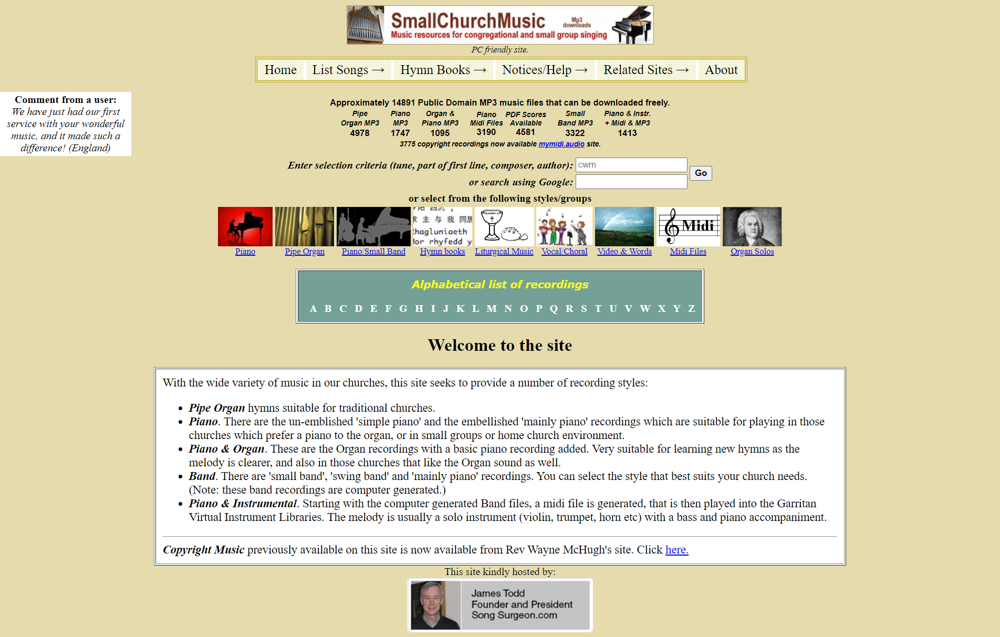 SmallChurchMusic
Mp3
downloads
Music resources for congregational and small group singing
PC friendly site.
Home List Songs → Hymn Books → Notices/Help → Related Sites → About
Comment from a user:
We have just had our first
service with your wonderful
music, and it made such a
difference! (England)
Approximately 14891 Public Domain MP3 music files that can be downloaded freely.
Pipe Piano Organ & Piano PDF Scores Small Piano & Instr.
Organ MP3 MP3 Piano MP3 Midi Files Available Band MP3 + Midi & MP3
4978 1747 1095 3190 4581 3322 1413
3775 copyright recordings now available mymidi.audio site.
Enter selection criteria (tune, part of first line, composer, author): cwm
Go
or search using Google:
or select from the following styles/groups
主 与 我 同居
hagluniaeth
lor rhyfedd y
Amazing Grace
Midi
Piano Pipe Organ Piano/Small Band Hymn books Liturgical Music Vocal/Choral Video & Words Midi Files Organ Solos
Alphabetical list of recordings
A B C D E F G H I J K L M N O P Q R S T U V W X Y Z
Welcome to the site
With the wide variety of music in our churches, this site seeks to provide a number of recording styles:
• Pipe Organ hymns suitable for traditional churches.
• Piano. There are the un-emblished 'simple piano' and the embellished 'mainly piano' recordings which are suitable for playing in those
churches which prefer a piano to the organ, or in small groups or home church environment.
• Piano & Organ. These are the Organ recordings with a basic piano recording added. Very suitable for learning new hymns as the
melody is clearer, and also in those churches that like the Organ sound as well.
• Band. There are 'small band', 'swing band' and 'mainly piano' recordings. You can select the style that best suits your church needs.
(Note: these band recordings are computer generated.)
• Piano & Instrumental. Starting with the computer generated Band files, a midi file is generated, that is then played into the Garritan
Virtual Instrument Libraries. The melody is usually a solo instrument (violin, trumpet, horn etc) with a bass and piano accompaniment.
Copyright Music previously available on this site is now available from Rev Wayne McHugh's site. Click here.
This site kindly hosted by:
James Todd
Founder and President
Song Surgeon.com